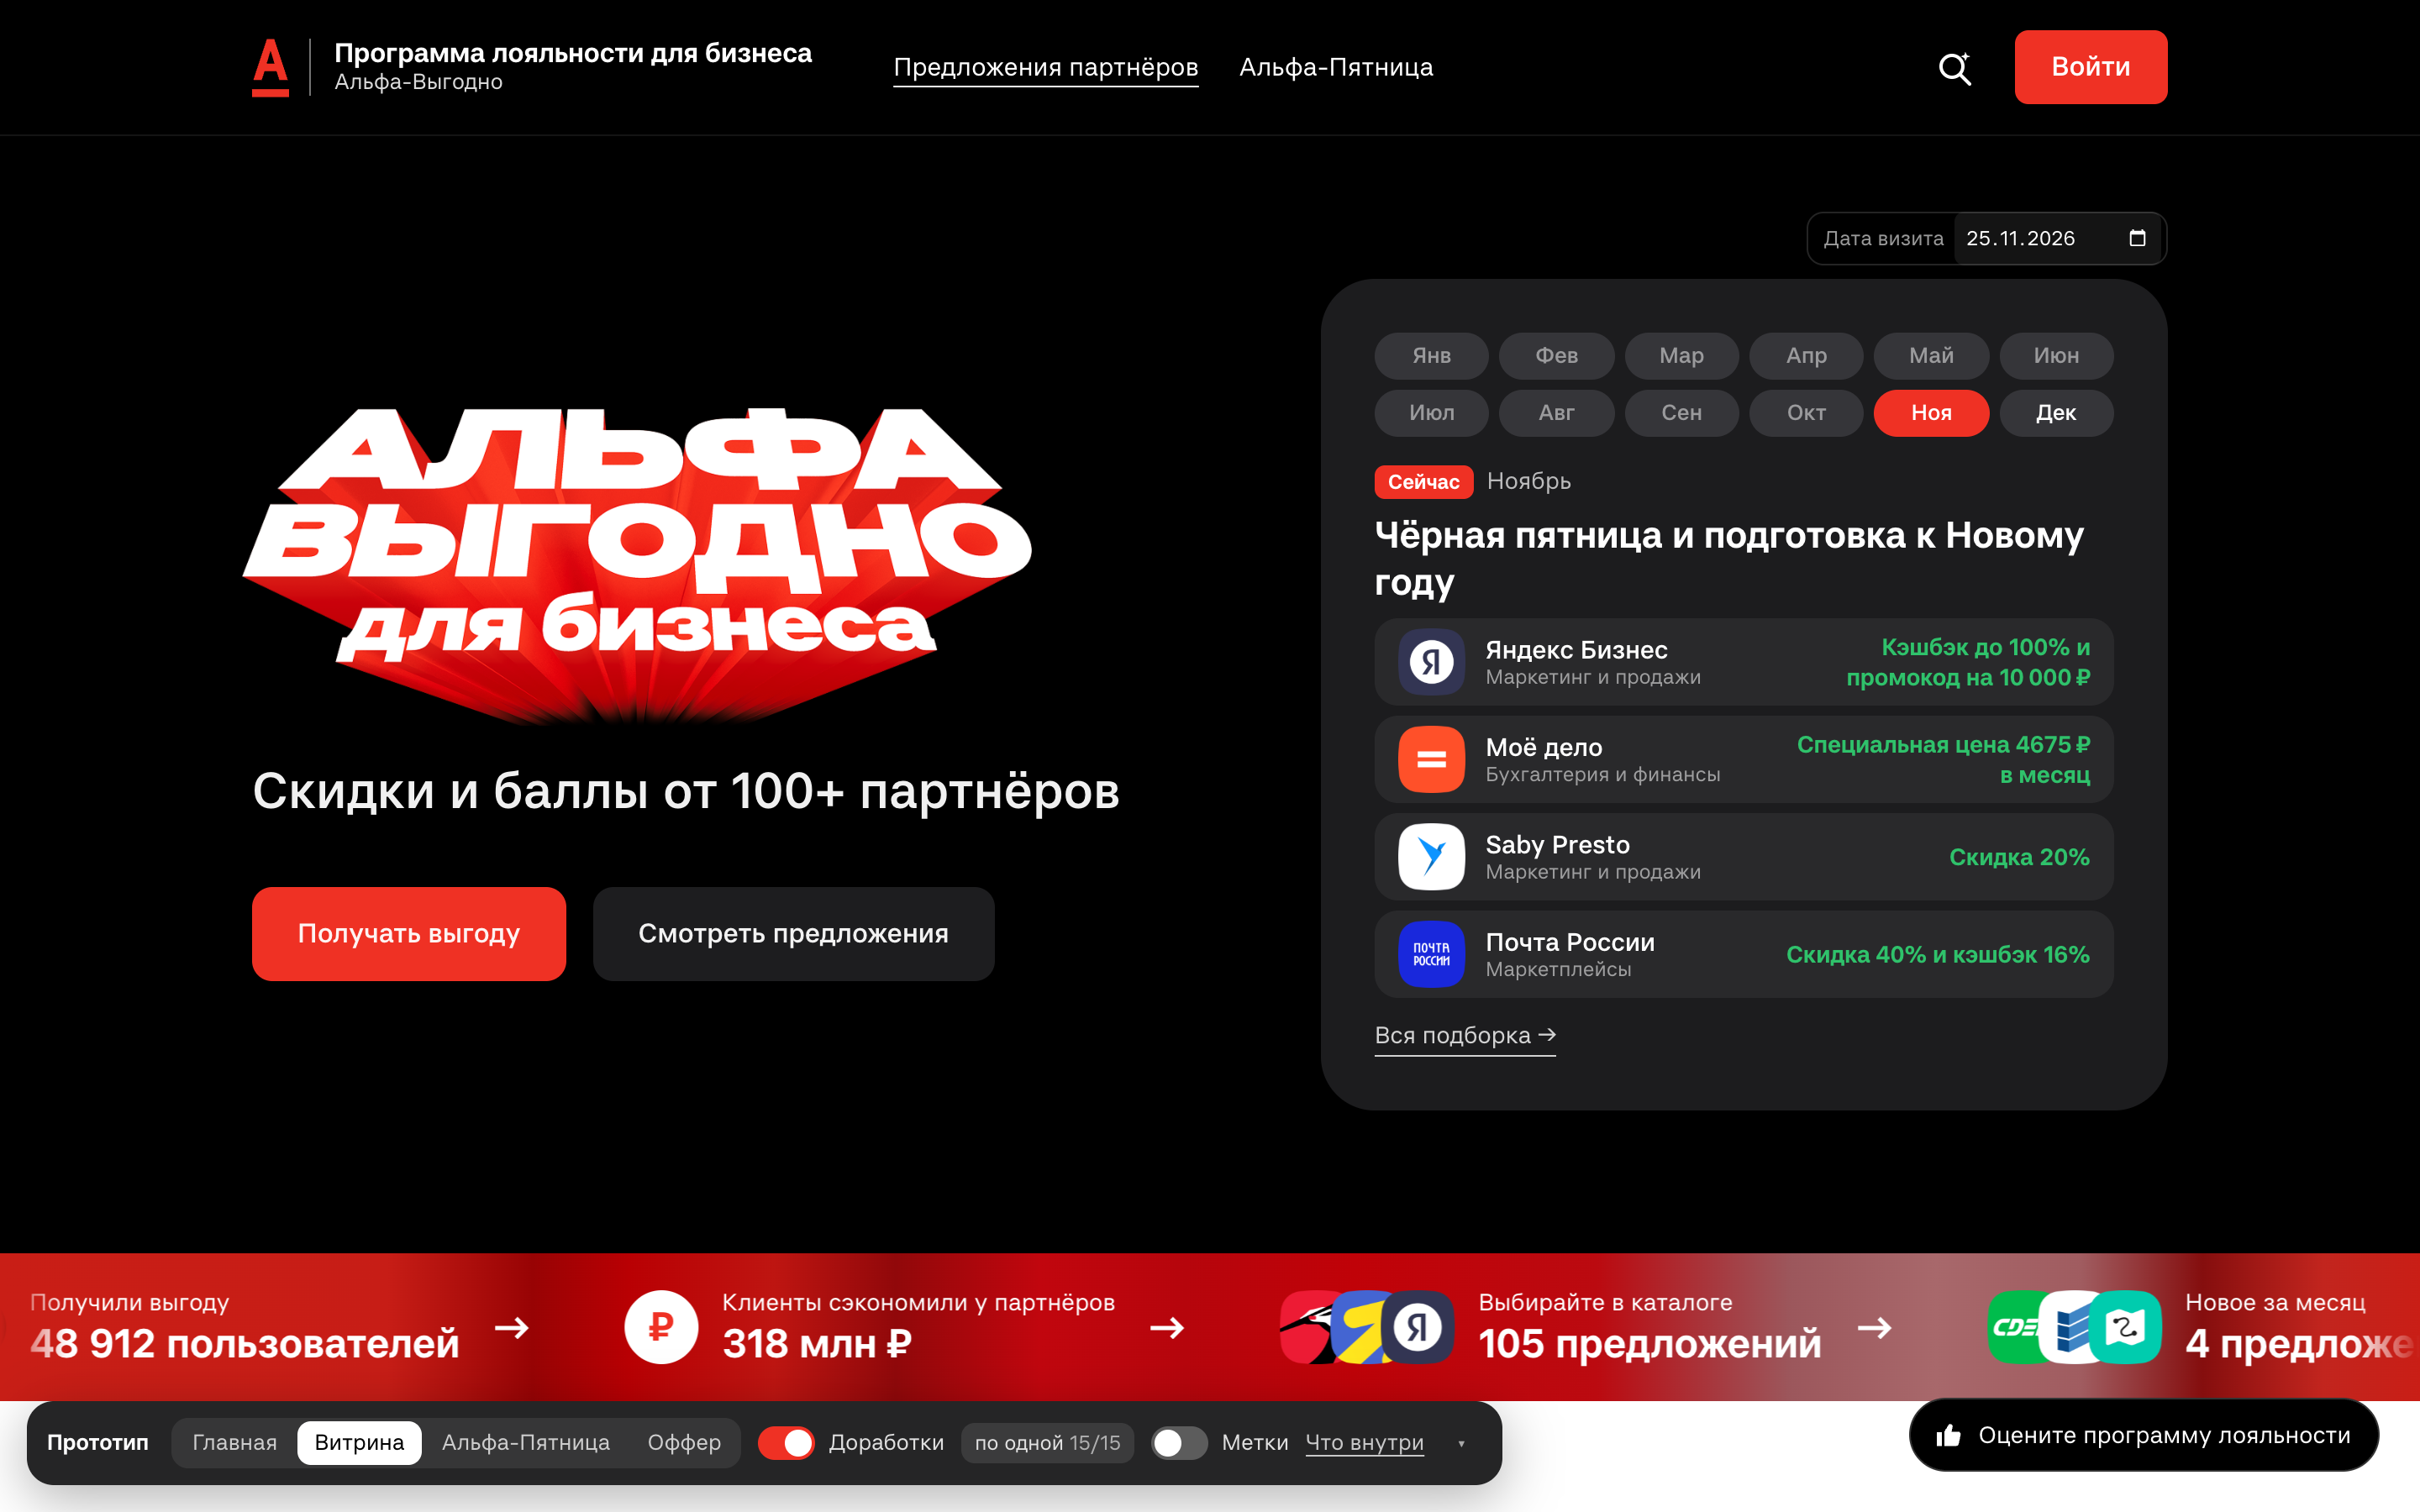 А
Программа лояльности для бизнеса
Альфа-Выгодно
Предложения партнёров
Альфа-Пятница
Войти
Дата визита 25.11.2026
Янв Фев Мар Апр Май Июн
Июл Авг Сен Окт Ноя Дек
Сейчас Ноябрь
Чёрная пятница и подготовка к Новому
году
Я
Яндекс Бизнес
Маркетинг и продажи
Кэшбэк до 100% и
промокод на 10 000 ₽
Моё дело
Бухгалтерия и финансы
Специальная цена 4675 ₽
в месяц
Saby Presto
Маркетинг и продажи
Скидка 20%
ПОЧТА
РОССИИ
Почта России
Маркетплейсы
Скидка 40% и кэшбэк 16%
Вся подборка →
АЛЬФА
ВЫГОДНО
для бизнеса
Скидки и баллы от 100+ партнёров
Получать выгоду
Смотреть предложения
Получили выгоду
48 912 пользователей →
₽
Клиенты сэкономили у партнёров
318 млн ₽ →
Я
Выбирайте в каталоге
105 предложений →
CDE
Новое за месяц
4 предложе
Прототип Главная Витрина Альфа-Пятница Оффер Доработки по одной 15/15 Метки Что внутри ▾
Оцените программу лояльности